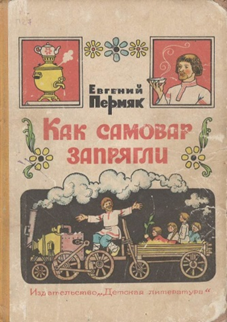 Евгений
Пермяк
Как самовар
запрягли
Издательство „Детская литература“